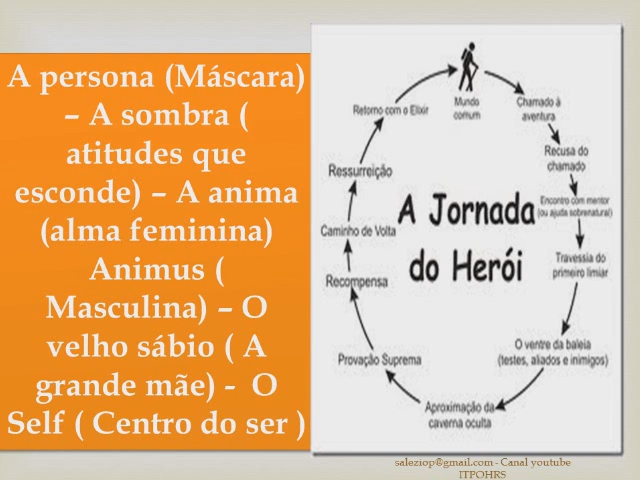 A persona (Máscara)
– A sombra (
atitudes que
esconde) – A anima
(alma feminina)
Animus (
Masculina) – O
velho sábio ( A
grande mãe) - O
Self ( Centro do ser )
A Jornada
do Herói
Mundo
comum
Chamado à
aventura
Recusa do
chamado
Encontro com mentor
(ou ajuda sobrenatural)
Travessia do
primeiro limiar
O ventre da baleia
(testes, aliados e inimigos)
Aproximação da
caverna oculta
Provação Suprema
Recompensa
Caminho de Volta
Ressurreição
Retorno com o Elixir
saleziop@gmail.com - Canal youtube
ITPOHRS